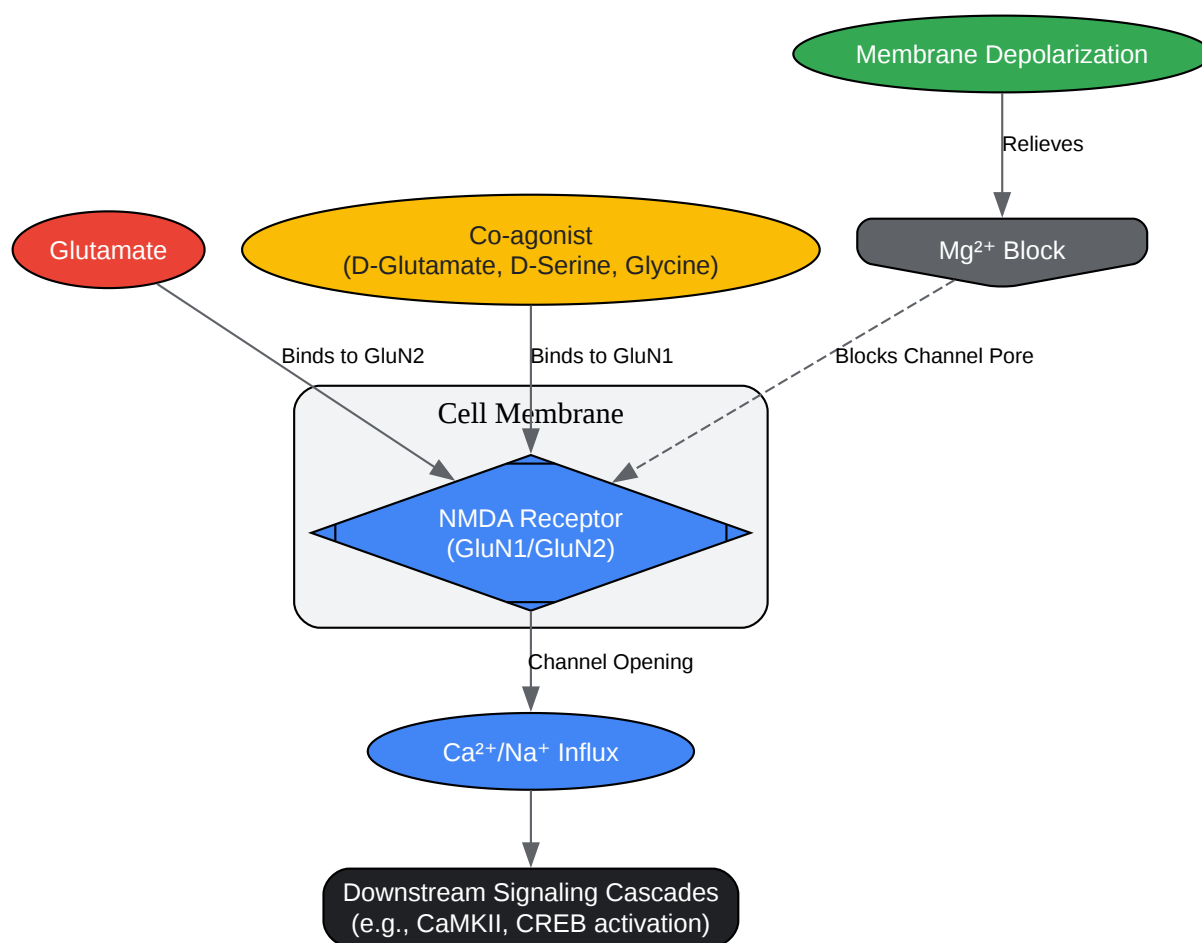 Membrane Depolarization
Relieves
Glutamate
Co-agonist
(D-Glutamate, D-Serine, Glycine)
Mg²⁺ Block
Binds to GluN2
Binds to GluN1
Blocks Channel Pore
Cell Membrane
NMDA Receptor
(GluN1/GluN2)
Channel Opening
Ca²⁺/Na⁺ Influx
Downstream Signaling Cascades
(e.g., CaMKII, CREB activation)